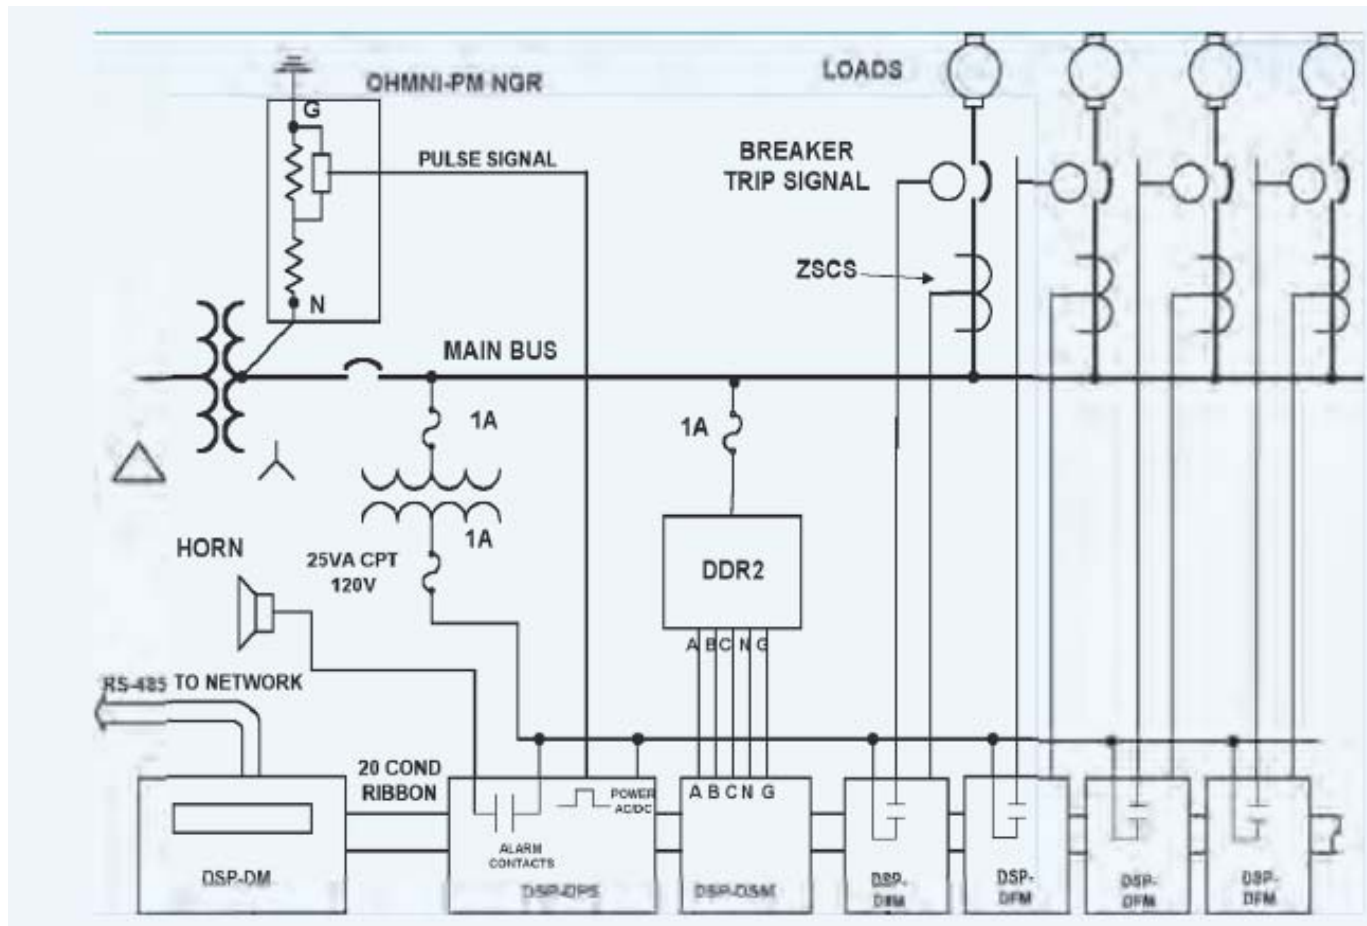 OHMNI-PM NGR
LOADS
G
PULSE SIGNAL
BREAKER
TRIP SIGNAL
ZSCS
N
MAIN BUS
1A
1A
1A
25VA CPT
120V
DDR2
HORN
A B C N G
RS-485 TO NETWORK
20 COND
RIBBON
POWER
AC/DC
A B C N G
ALARM
CONTACTS
DSP-DM
DSP-DPS
DSP-DSM
DSP-
DSP-
DFM
DSP-
DFM
DSP-
DFM